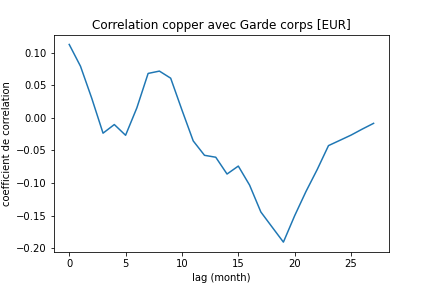 Correlation copper avec Garde corps [EUR]
coefficient de correlation
0.10
0.05
0.00
−0.05
−0.10
−0.15
−0.20
0 5 10 15 20 25
lag (month)